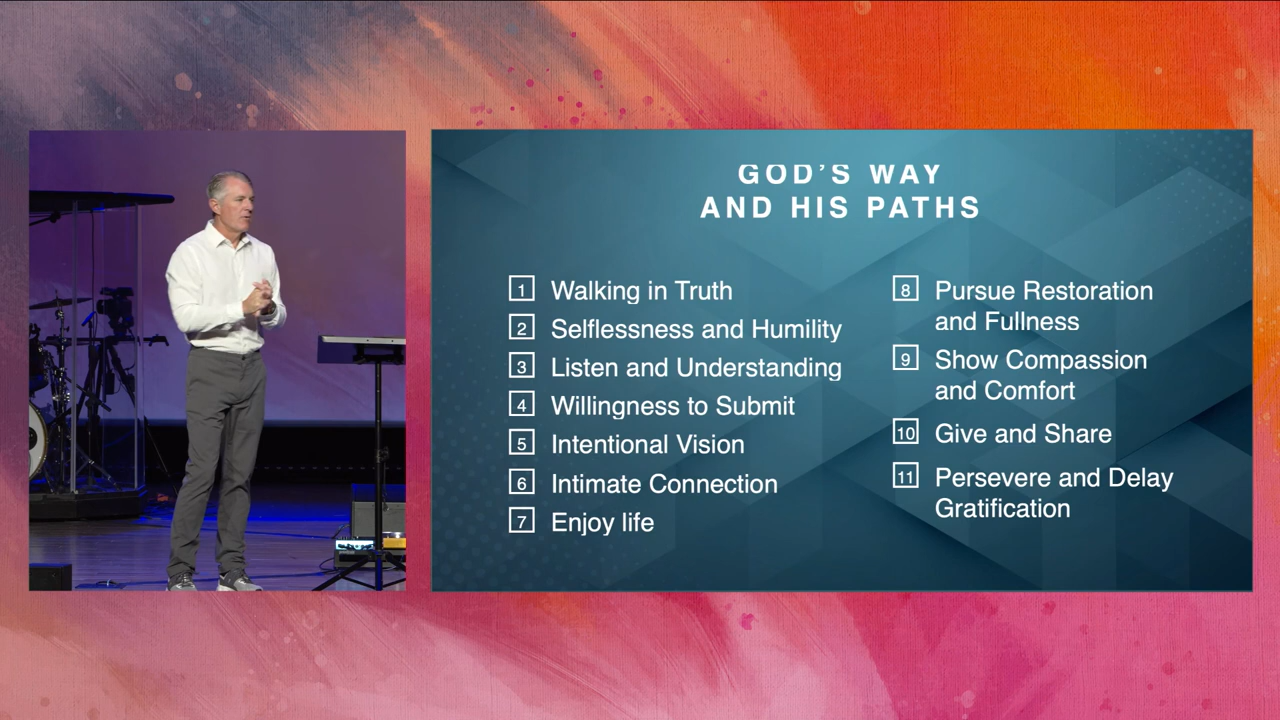 GOD'S WAY
AND HIS PATHS
1 Walking in Truth
2 Selflessness and Humility
3 Listen and Understanding
4 Willingness to Submit
5 Intentional Vision
6 Intimate Connection
7 Enjoy life
8 Pursue Restoration
and Fullness
9 Show Compassion
and Comfort
10 Give and Share
11 Persevere and Delay
Gratification